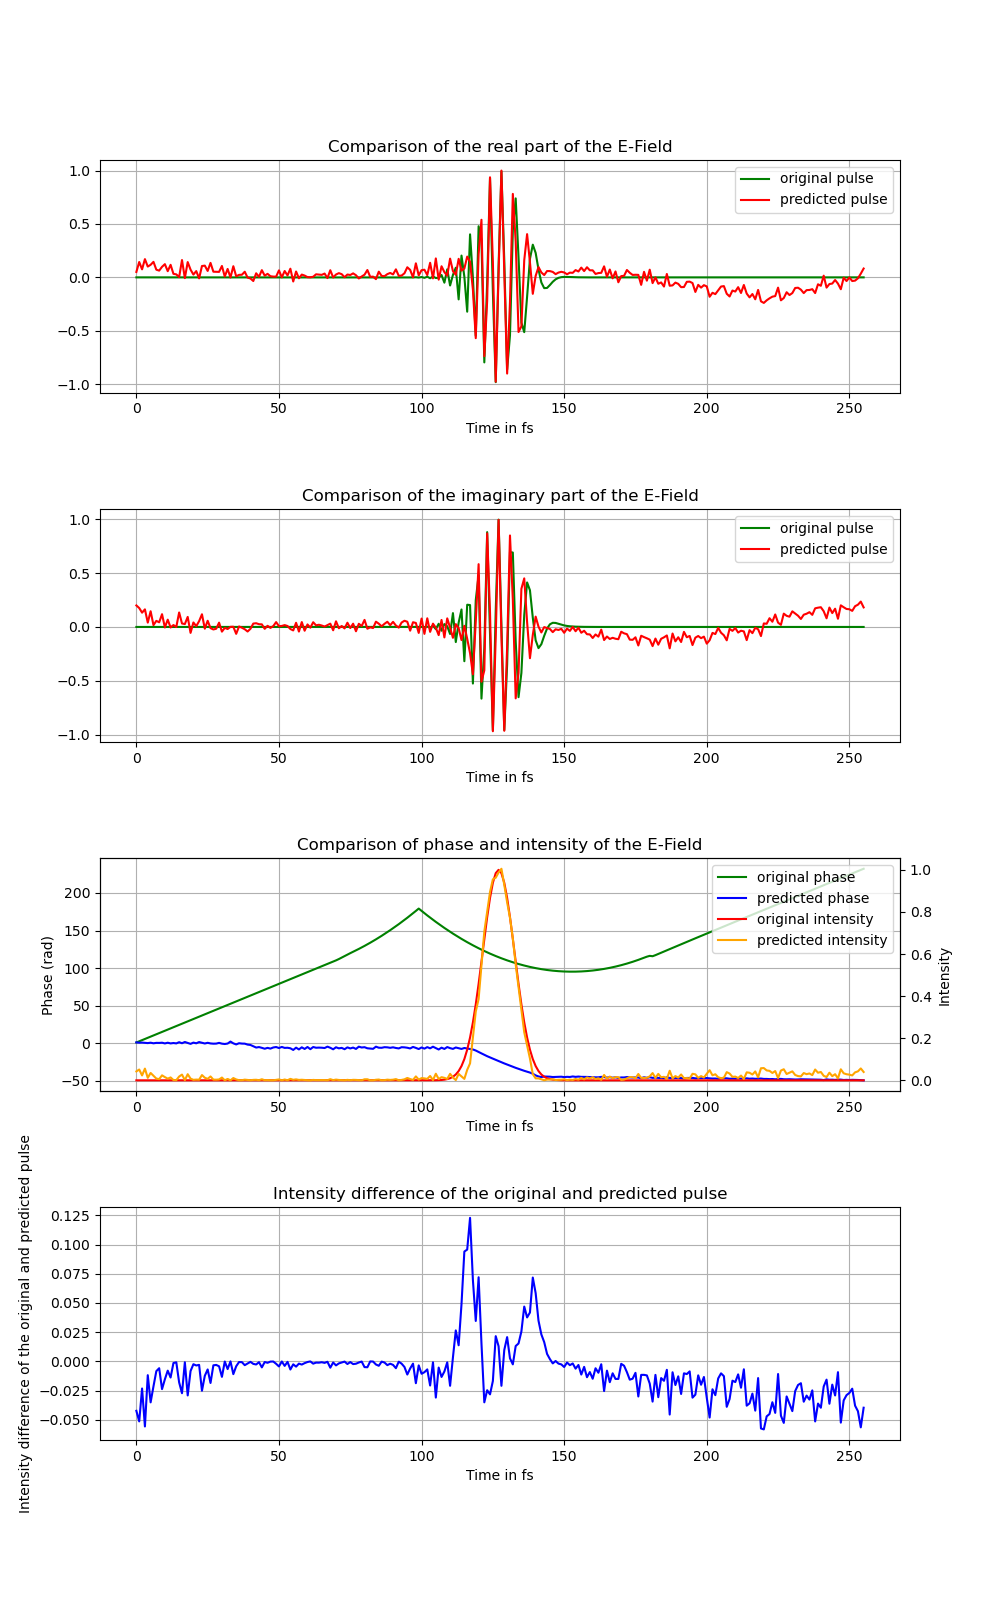 Comparison of the real part of the E-Field
1.0
0.5
0.0
−0.5
−1.0
original pulse
predicted pulse
0 50 100 150 200 250
Time in fs
Comparison of the imaginary part of the E-Field
1.0
0.5
0.0
−0.5
−1.0
original pulse
predicted pulse
0 50 100 150 200 250
Time in fs
Comparison of phase and intensity of the E-Field
Phase (rad)
200
150
100
50
0
−50
original phase
predicted phase
original intensity
predicted intensity
1.0
0.8
0.6
0.4
0.2
0.0
Intensity
0 50 100 150 200 250
Time in fs
Intensity difference of the original and predicted pulse
Intensity difference of the original and predicted pulse
0.125
0.100
0.075
0.050
0.025
0.000
−0.025
−0.050
0 50 100 150 200 250
Time in fs